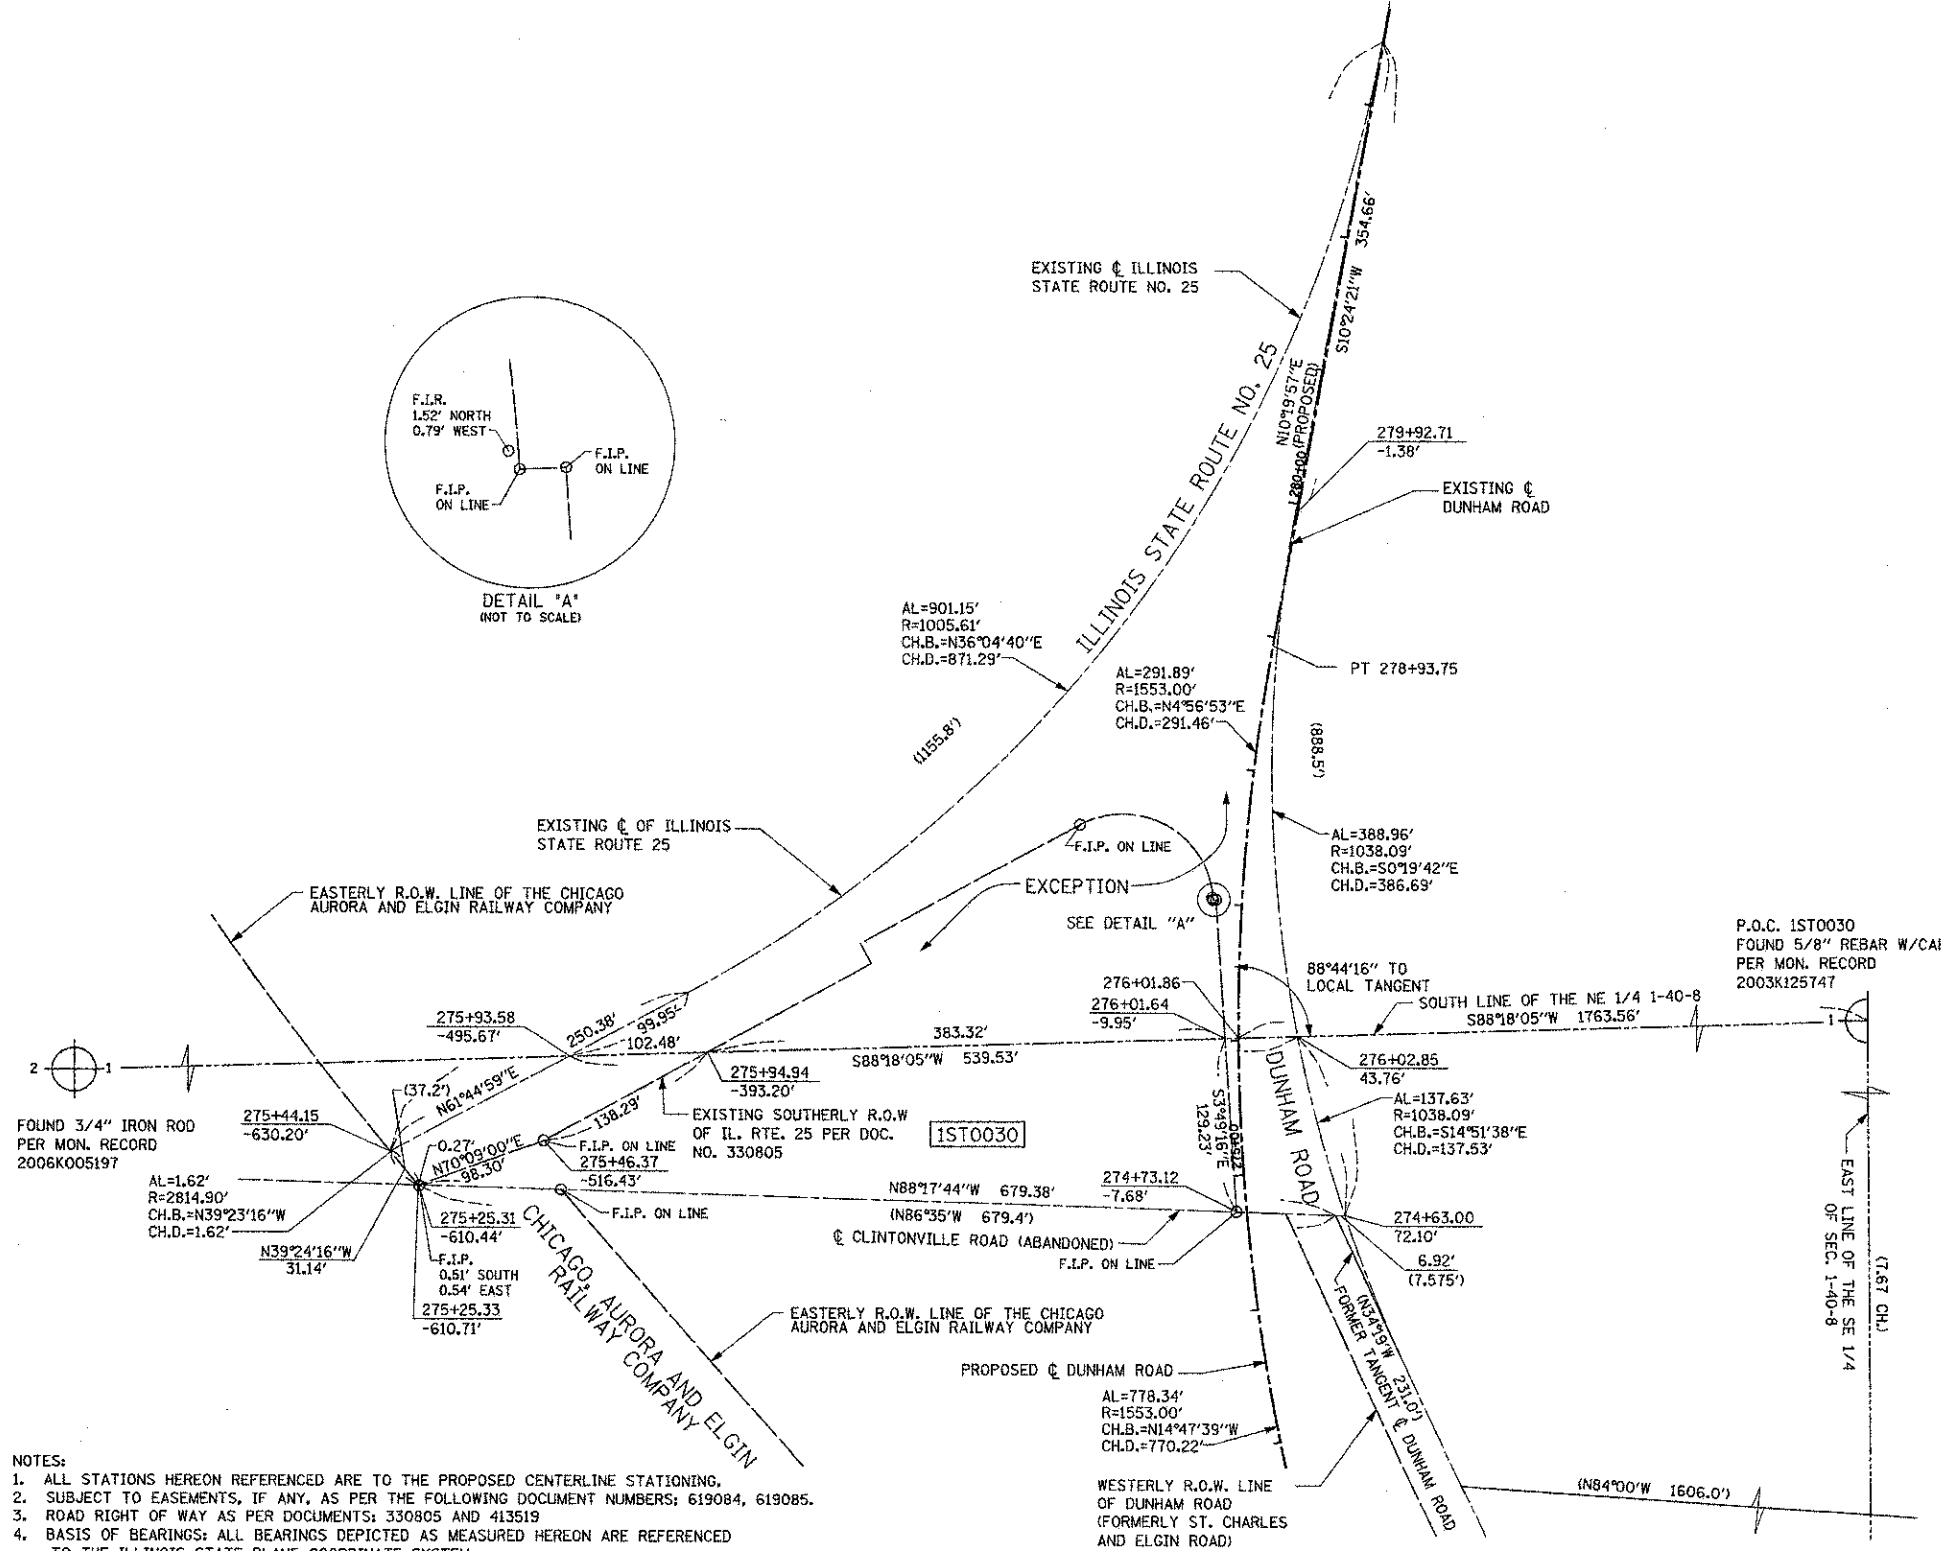 EXISTING ℄ ILLINOIS
STATE ROUTE NO. 25
S10°24'21"W 354.66'
N10°19'57"E
280+00 (PROPOSED)
279+92.71
-1.38'
EXISTING ℄
DUNHAM ROAD
F.I.R.
1.52' NORTH
0.79' WEST
F.I.P.
ON LINE
F.I.P.
ON LINE
DETAIL "A"
(NOT TO SCALE)
ILLINOIS STATE ROUTE NO. 25
AL=901.15'
R=1005.61'
CH.B.=N36°04'40"E
CH.D.=871.29'
AL=291.89'
R=1553.00'
CH.B.=N4°56'53"E
CH.D.=291.46'
PT 278+93.75
(1155.8')
(888.5')
EXISTING ℄ OF ILLINOIS
STATE ROUTE 25
F.I.P. ON LINE
AL=388.96'
R=1038.09'
CH.B.=S0°19'42"E
CH.D.=386.69'
EASTERLY R.O.W. LINE OF THE CHICAGO
AURORA AND ELGIN RAILWAY COMPANY
EXCEPTION
SEE DETAIL "A"
P.O.C. 1ST0030
FOUND 5/8" REBAR W/CA
PER MON. RECORD
2003K125747
88°44'16" TO
LOCAL TANGENT
276+01.86
276+01.64
-9.95'
SOUTH LINE OF THE NE 1/4 1-40-8
S88°18'05"W 1763.56'
1
275+93.58
-495.67'
250.38'
99.95'
102.48'
383.32'
S88°18'05"W 539.53'
2
1
275+94.94
-393.20'
276+02.85
43.76'
(37.2')
N61°44'59"E
FOUND 3/4" IRON ROD
PER MON. RECORD
2006K005197
275+44.15
-630.20'
138.29'
EXISTING SOUTHERLY R.O.W
OF IL. RTE. 25 PER DOC.
NO. 330805
1ST0030
S3°49'16"E
129.23'
DUNHAM ROAD
AL=137.63'
R=1038.09'
CH.B.=S14°51'38"E
CH.D.=137.53'
0.27'
N70°09'00"E
98.30'
F.I.P. ON LINE
275+46.37
-516.43'
AL=1.62'
R=2814.90'
CH.B.=N39°23'16"W
CH.D.=1.62'
N88°17'44"W 679.38'
(N86°35'W 679.4')
274+73.12
-7.68'
F.I.P. ON LINE
275+25.31
-610.44'
℄ CLINTONVILLE ROAD (ABANDONED)
F.I.P. ON LINE
274+63.00
72.10'
6.92'
(7.575')
N39°24'16"W
31.14'
F.I.P.
0.51' SOUTH
0.54' EAST
275+25.33
-610.71'
CHICAGO, AURORA AND ELGIN
RAILWAY COMPANY
EASTERLY R.O.W. LINE OF THE CHICAGO
AURORA AND ELGIN RAILWAY COMPANY
EAST LINE OF THE SE 1/4
OF SEC. 1-40-8
(7.67 CH.)
PROPOSED ℄ DUNHAM ROAD
AL=778.34'
R=1553.00'
CH.B.=N14°47'39"W
CH.D.=770.22'
(N34°19'W 231.0')
FORMER TANGENT ℄ DUNHAM ROAD
WESTERLY R.O.W. LINE
OF DUNHAM ROAD
(FORMERLY ST. CHARLES
AND ELGIN ROAD)
(N84°00'W 1606.0')
NOTES:
1. ALL STATIONS HEREON REFERENCED ARE TO THE PROPOSED CENTERLINE STATIONING.
2. SUBJECT TO EASEMENTS, IF ANY, AS PER THE FOLLOWING DOCUMENT NUMBERS: 619084, 619085.
3. ROAD RIGHT OF WAY AS PER DOCUMENTS: 330805 AND 413519
4. BASIS OF BEARINGS: ALL BEARINGS DEPICTED AS MEASURED HEREON ARE REFERENCED
TO THE ILLINOIS STATE PLANE COORDINATE SYSTEM